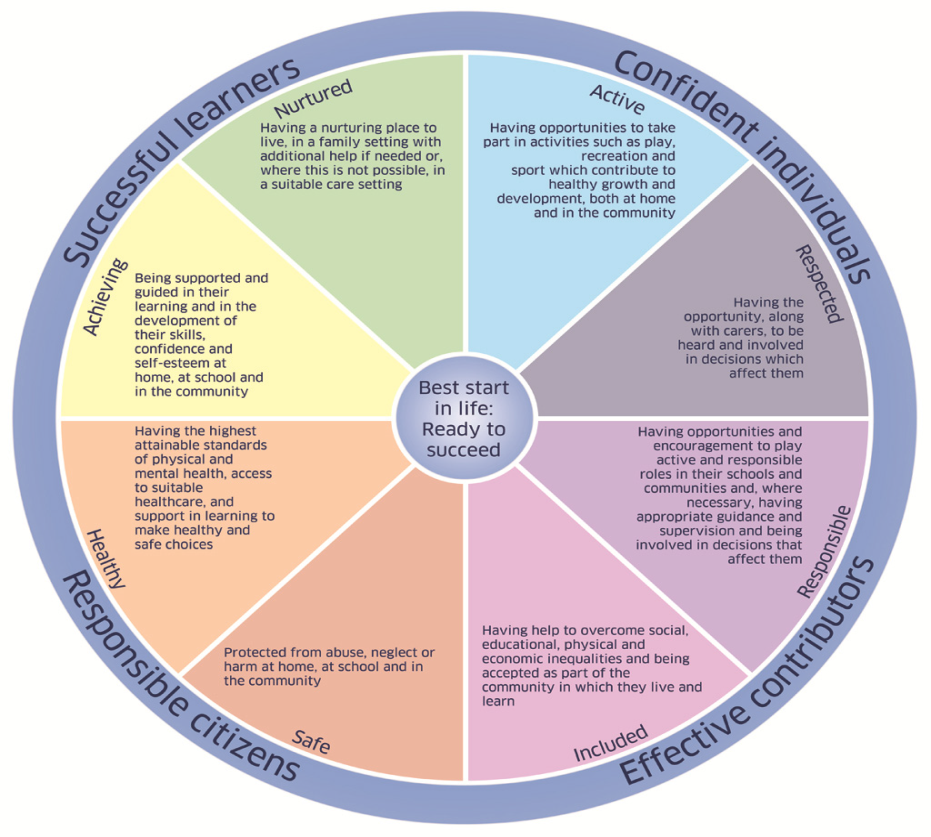 Successful learners
Confident individuals
Nurtured
Having a nurturing place to
live, in a family setting with
additional help if needed or,
where this is not possible, in
a suitable care setting
Active
Having opportunities to take
part in activities such as play,
recreation and
sport which contribute to
healthy growth and
development, both at home
and in the community
Achieving
Being supported and
guided in their
learning and in the
development of
their skills,
confidence and
self-esteem at
home, at school and
in the community
Respected
Having the
opportunity, along
with carers, to be
heard and involved
in decisions which
affect them
Best start
in life:
Ready to
succeed
Healthy
Having the highest
attainable standards
of physical and
mental health, access
to suitable
healthcare, and
support in learning to
make healthy and
safe choices
Responsible
Having opportunities and
encouragement to play
active and responsible
roles in their schools and
communities and, where
necessary, having
appropriate guidance and
supervision and being
involved in decisions that
affect them
Protected from abuse, neglect or
harm at home, at school and in
the community
Safe
Having help to overcome social,
educational, physical and
economic inequalities and being
accepted as part of the
community in which they live and
learn
Included
Responsible citizens
Effective contributors